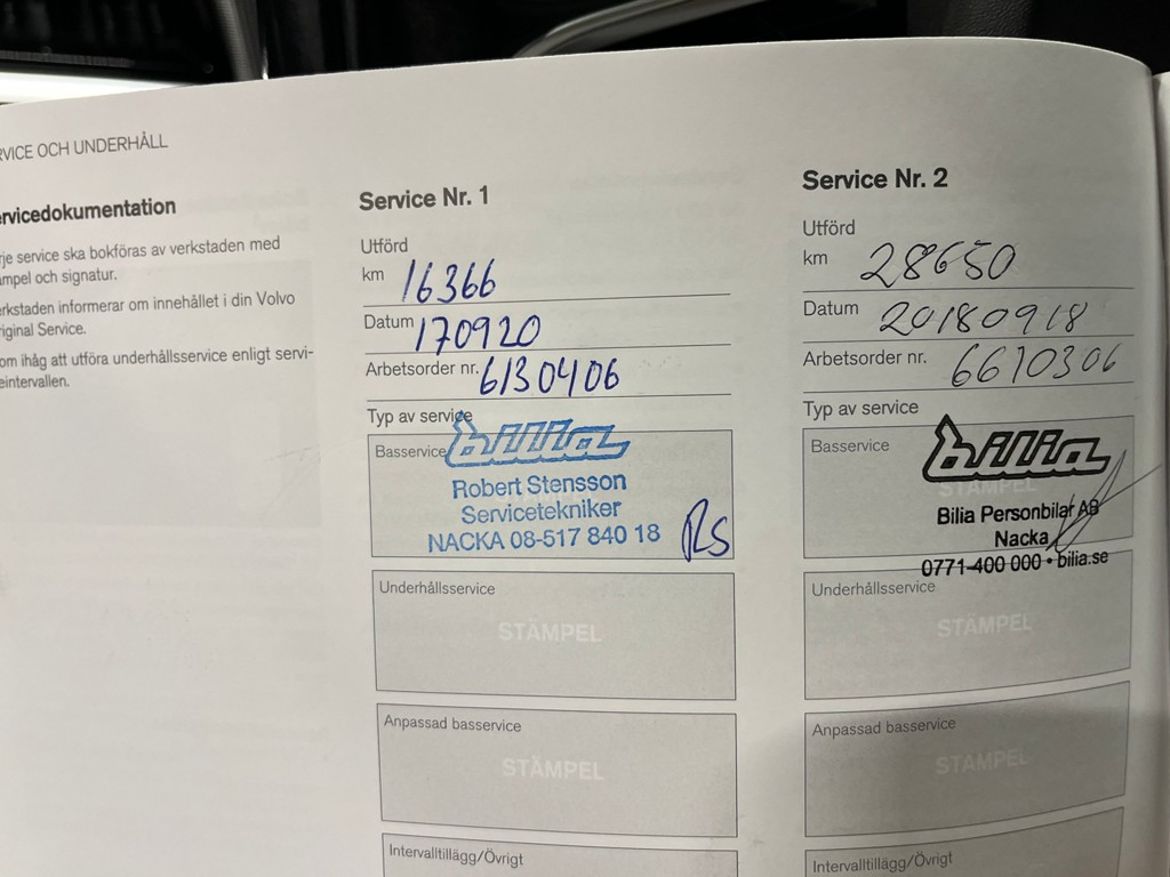 RVICE OCH UNDERHÅLL
ervicedokumentation
rje service ska bokföras av verkstaden med
ämpel och signatur.
erkstaden informerar om innehållet i din Volvo
riginal Service.
om ihåg att utföra underhållsservice enligt servi-
eintervallen.
Service Nr. 1
Utförd
km 16366
Datum 170920
Arbetsorder nr. 6130406
Typ av service
Basservice bilia
Robert Stensson
Servicetekniker
NACKA 08-517 840 18
RS
Underhållsservice
STÄMPEL
Anpassad basservice
STÄMPEL
Intervalltillägg/Övrigt
Service Nr. 2
Utförd
km 28650
Datum 20180918
Arbetsorder nr. 6610306
Typ av service
Basservice bilia
STÄMPEL
Bilia Personbilar AB
Nacka
0771-400 000 • bilia.se
Underhållsservice
STÄMPEL
Anpassad basservice
STÄMPEL
Intervalltillägg/Övrigt